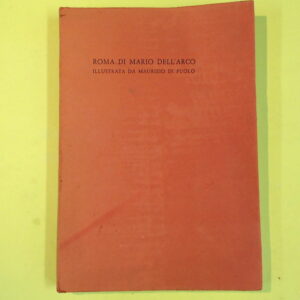 ROMA DI MARIO DELL'ARCO
ILLUSTRATA DA MAURIZIO DI PUOLO